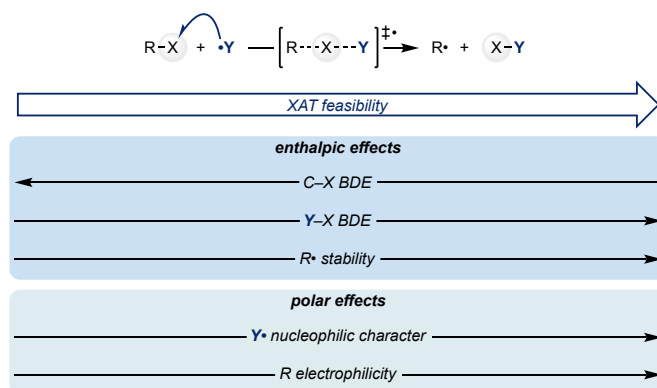 R–X + •Y [R---X---Y]‡• R• + X–Y
XAT feasibility
enthalpic effects
C–X BDE
Y–X BDE
R• stability
polar effects
Y• nucleophilic character
R electrophilicity